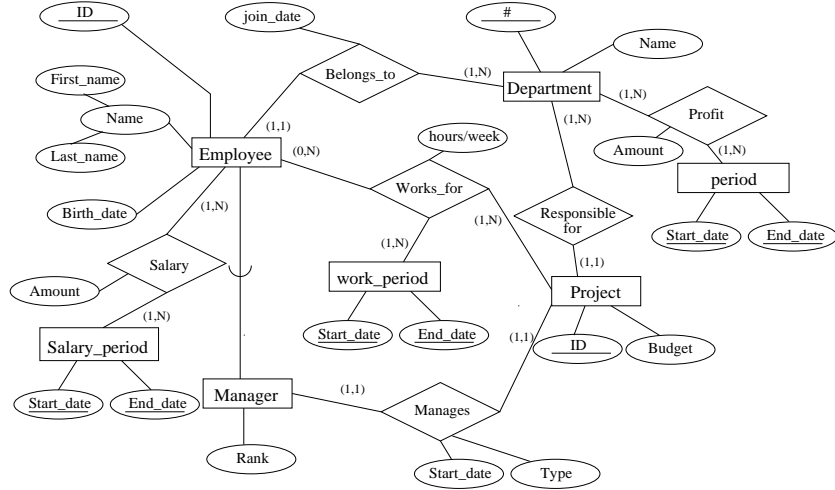 ID
join_date
#
Name
First_name
Belongs_to
(1,N)
Department
(1,N)
(1,N)
Profit
Name
(1,1)
hours/week
Amount
Last_name
Employee
(0,N)
(1,N)
period
Works_for
Birth_date
(1,N)
(1,N)
Responsible
for
Start_date
End_date
Salary
(1,N)
(1,1)
Amount
work_period
Project
(1,N)
Start_date
End_date
(1,1)
ID
Budget
Salary_period
Start_date
End_date
Manager
(1,1)
Manages
Rank
Start_date
Type